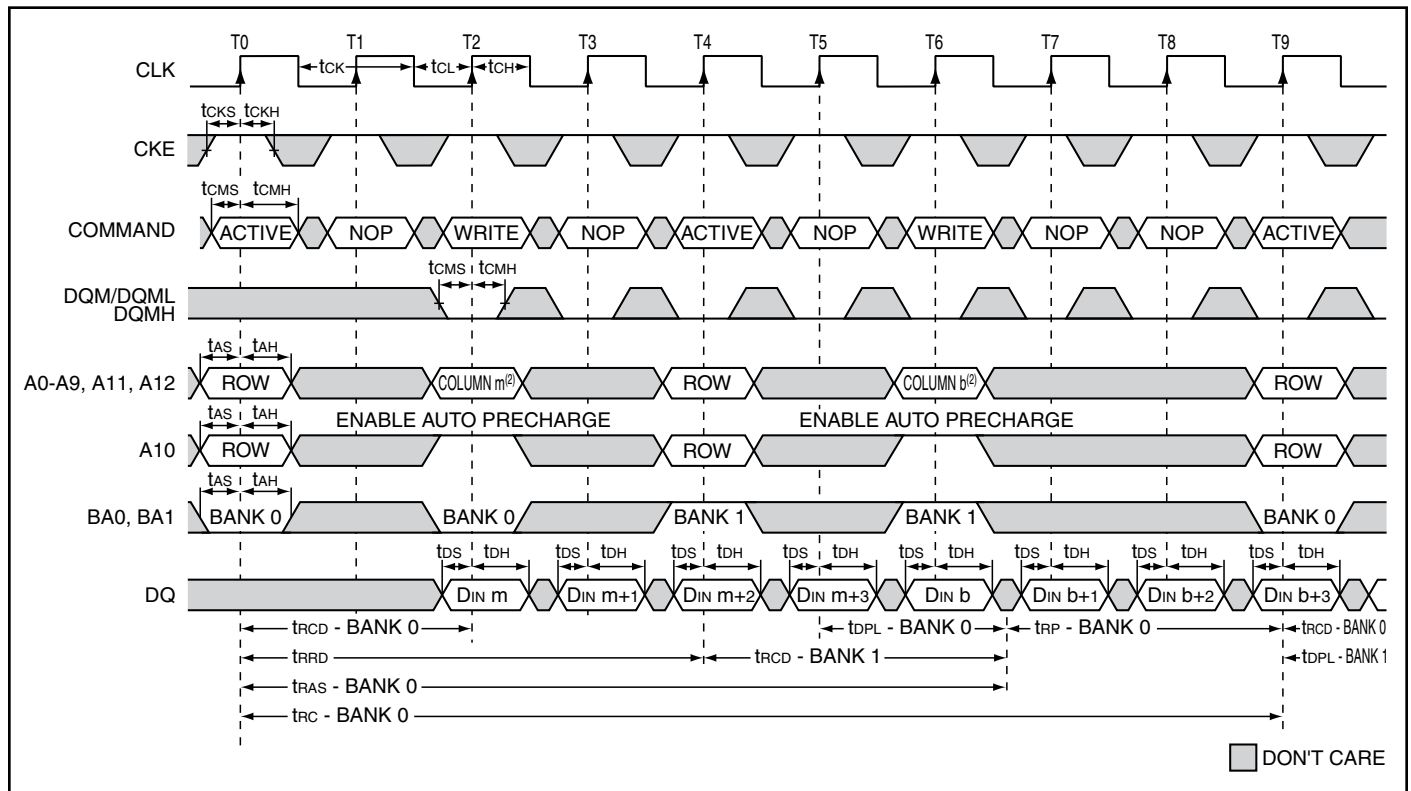 T0 T1 T2 T3 T4 T5 T6 T7 T8 T9
CLK tCK tCL tCH
tCKS tCKH
CKE
tCMS tCMH
COMMAND ACTIVE NOP WRITE NOP ACTIVE NOP WRITE NOP NOP ACTIVE
tCMS tCMH
DQM/DQML
DQMH
tAS tAH
A0-A9, A11, A12 ROW COLUMN m(2) ROW COLUMN b(2) ROW
tAS tAH ENABLE AUTO PRECHARGE ENABLE AUTO PRECHARGE
A10 ROW ROW ROW
tAS tAH
BA0, BA1 BANK 0 BANK 0 BANK 1 BANK 1 BANK 0
tDS tDH tDS tDH tDS tDH tDS tDH tDS tDH tDS tDH tDS tDH tDS tDH
DQ DIN m DIN m+1 DIN m+2 DIN m+3 DIN b DIN b+1 DIN b+2 DIN b+3
tRCD - BANK 0 tDPL - BANK 0 tRP - BANK 0 tRCD - BANK 0
tRRD tRCD - BANK 1 tDPL - BANK 1
tRAS - BANK 0
tRC - BANK 0
DON'T CARE